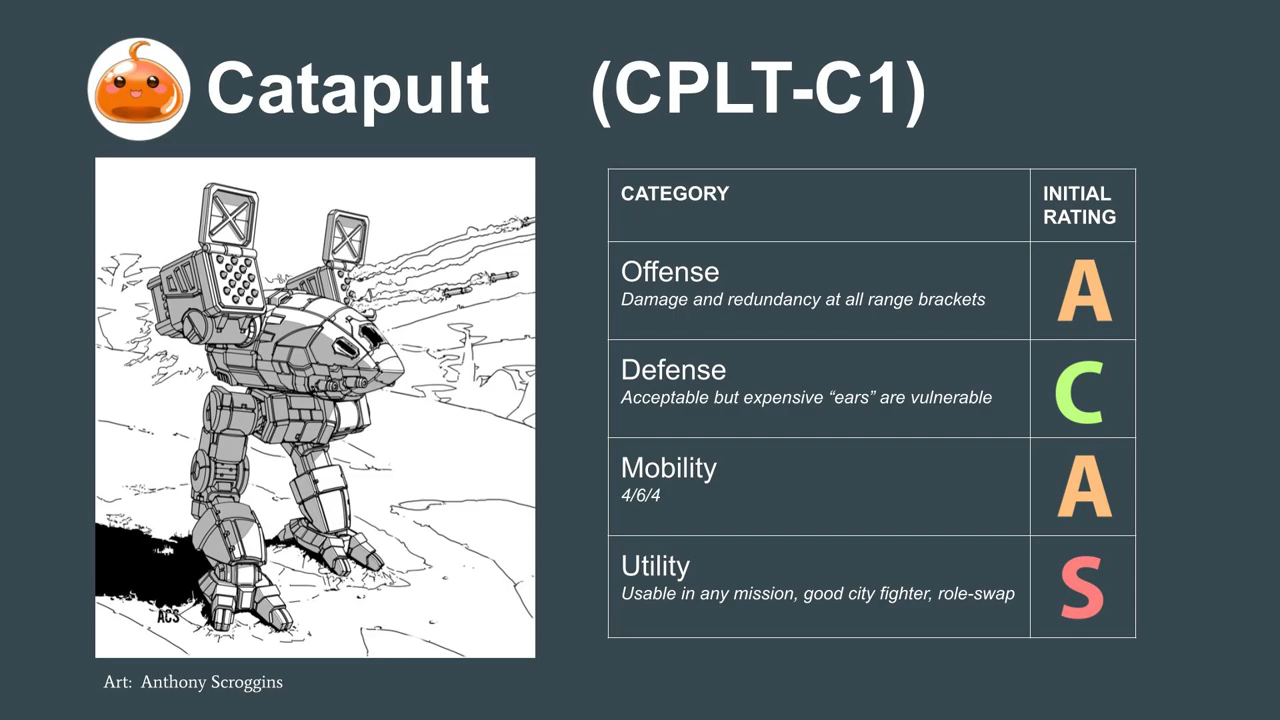 Catapult (CPLT-C1)
CATEGORY
INITIAL
RATING
Offense
Damage and redundancy at all range brackets
A
Defense
Acceptable but expensive “ears” are vulnerable
C
Mobility
4/6/4
A
Utility
Usable in any mission, good city fighter, role-swap
S
ACS
Art: Anthony Scroggins